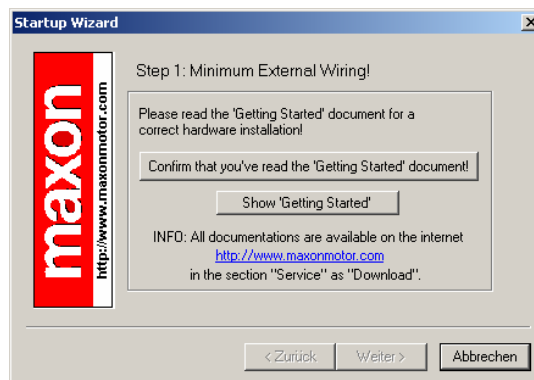 Startup Wizard
maxon
http://www.maxonmotor.com
Step 1: Minimum External Wiring!
Please read the 'Getting Started' document for a
correct hardware installation!
Confirm that you've read the 'Getting Started' document!
Show 'Getting Started'
INFO: All documentations are available on the internet
http://www.maxonmotor.com
in the section "Service" as "Download".
< Zurück
Weiter >
Abbrechen